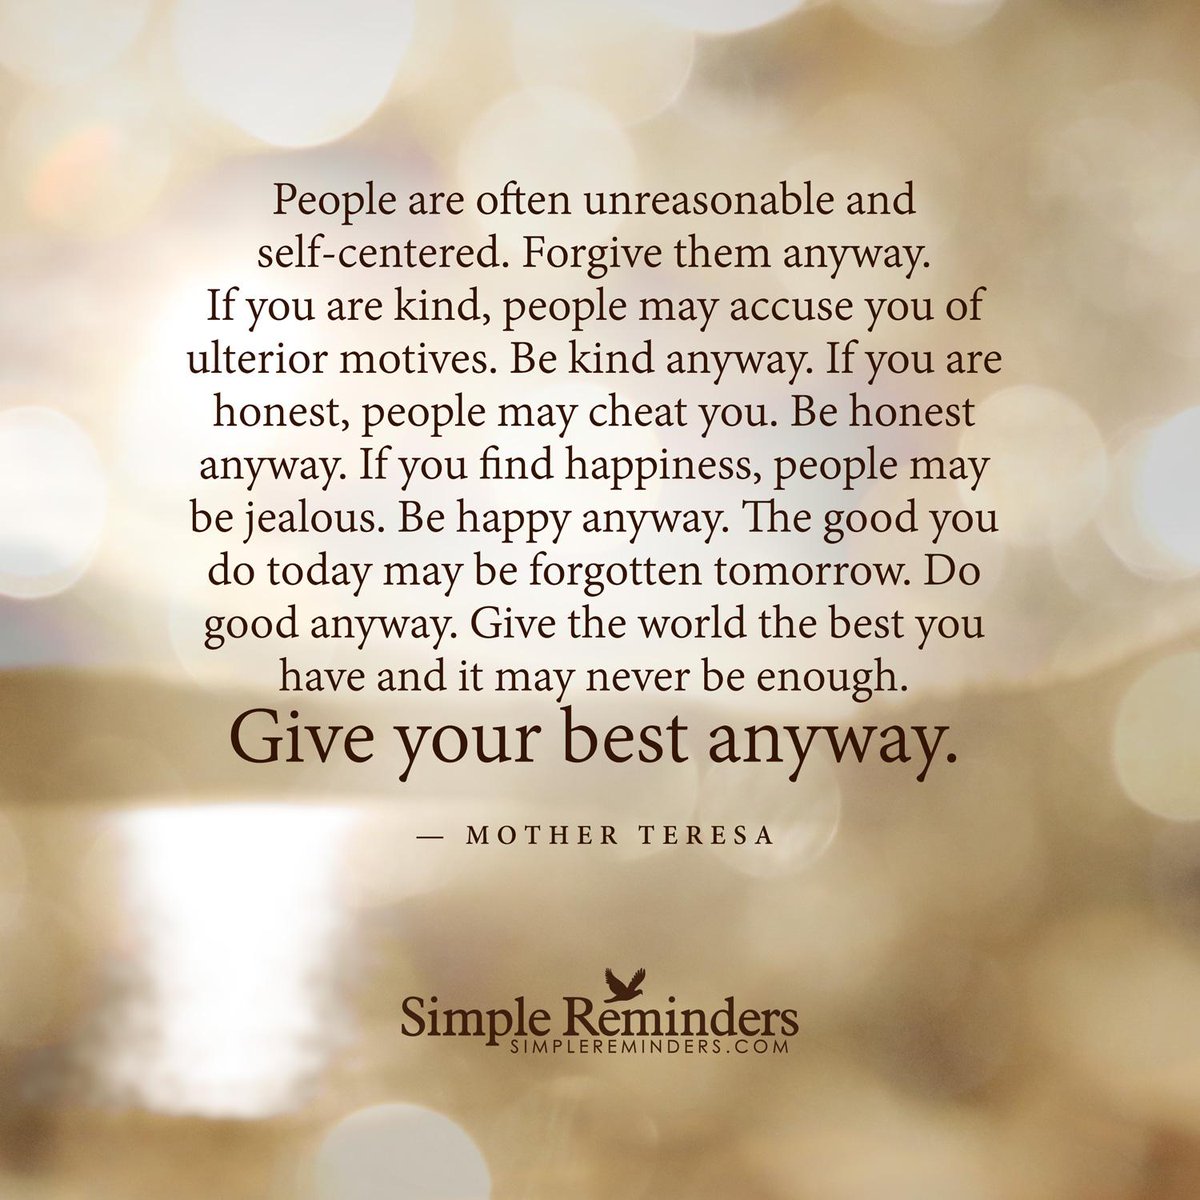 People are often unreasonable and
self-centered. Forgive them anyway.
If you are kind, people may accuse you of
ulterior motives. Be kind anyway. If you are
honest, people may cheat you. Be honest
anyway. If you find happiness, people may
be jealous. Be happy anyway. The good you
do today may be forgotten tomorrow. Do
good anyway. Give the world the best you
have and it may never be enough.
Give your best anyway.
— MOTHER TERESA
Simple Reminders
SIMPLEREMINDERS.COM